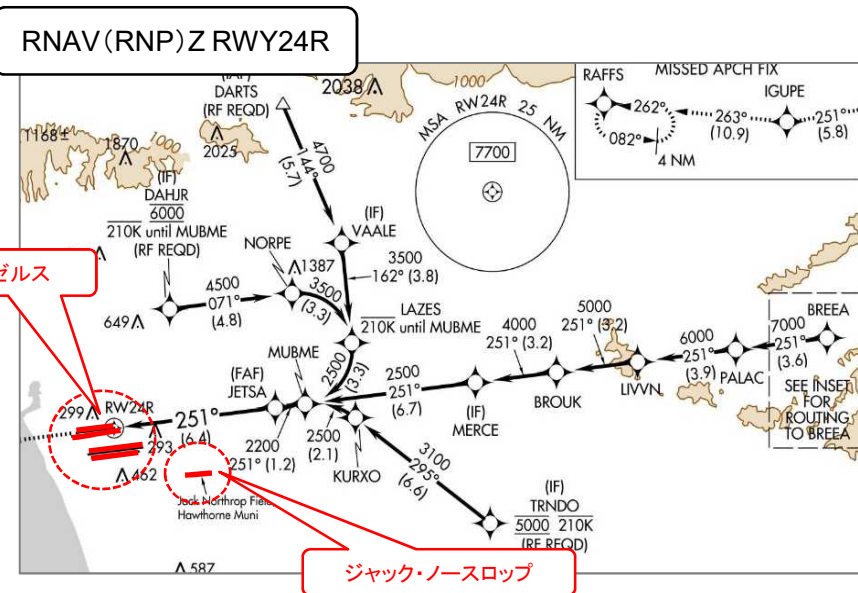 RNAV(RNP)Z RWY24R
(IAF)
DARTS
(RF REQD)
2038
1000
MSA RW24R 25 NM
7700
MISSED APCH FIX
RAFFS
IGUPE
262°
082°
4 NM
263°
(10.9)
251°
(5.8)
1168±
1870
1000
2025
4700
144°
(5.7)
(IF)
DAHJR
6000
210K until MUBME
(RF REQD)
(IF)
VAALE
NORPE
1387
3500
162° (3.8)
4500
071°
(4.8)
3500
(3.3)
649
LAZES
210K until MUBME
2500
(3.3)
MUBME
(FAF)
JETSA
4000
251° (3.2)
5000
251° (3.2)
6000
251°
(3.9)
7000
251°
(3.6)
BREEA
PALAC
LIVVN
BROUK
(IF)
MERCE
2500
251°
(6.7)
SEE INSET
FOR
ROUTING
TO BREEA
ゼルス
299
RW24R
251°
(6.4)
293
462
2200
251° (1.2)
2500
(2.1)
KURXO
3100
295°
(6.6)
(IF)
TRNDO
5000 210K
(RF REQD)
Jack Northrop Field
Hawthorne Muni
587
ジャック・ノースロップ